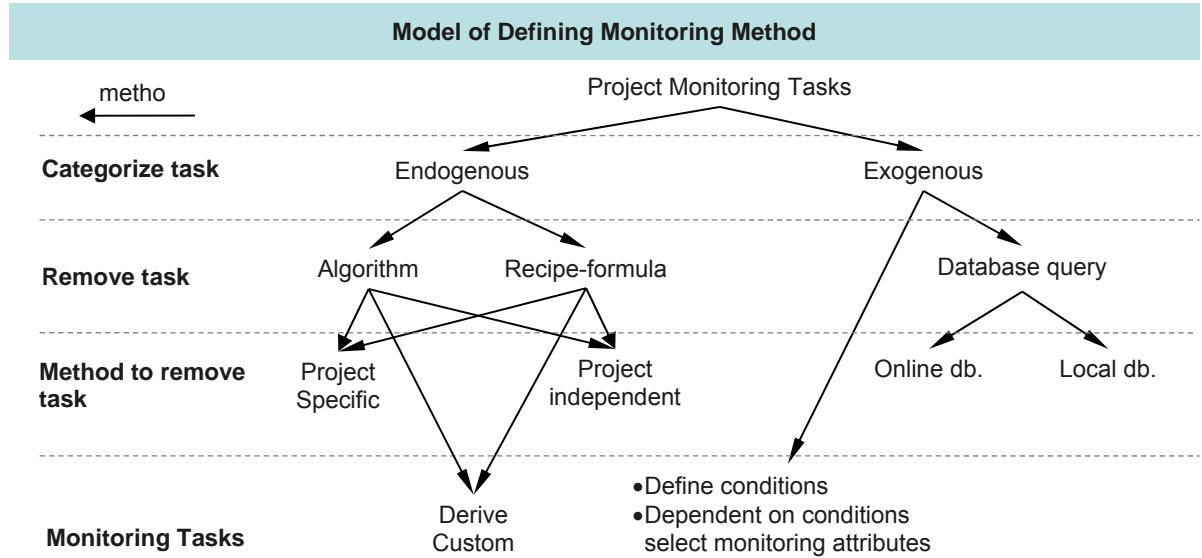 Model of Defining Monitoring Method
metho
Project Monitoring Tasks
Categorize task
Endogenous
Exogenous
Remove task
Algorithm
Recipe-formula
Database query
Method to remove
task
Project
Specific
Project
independent
Online db.
Local db.
Monitoring Tasks
Derive
Custom
•Define conditions
•Dependent on conditions
select monitoring attributes